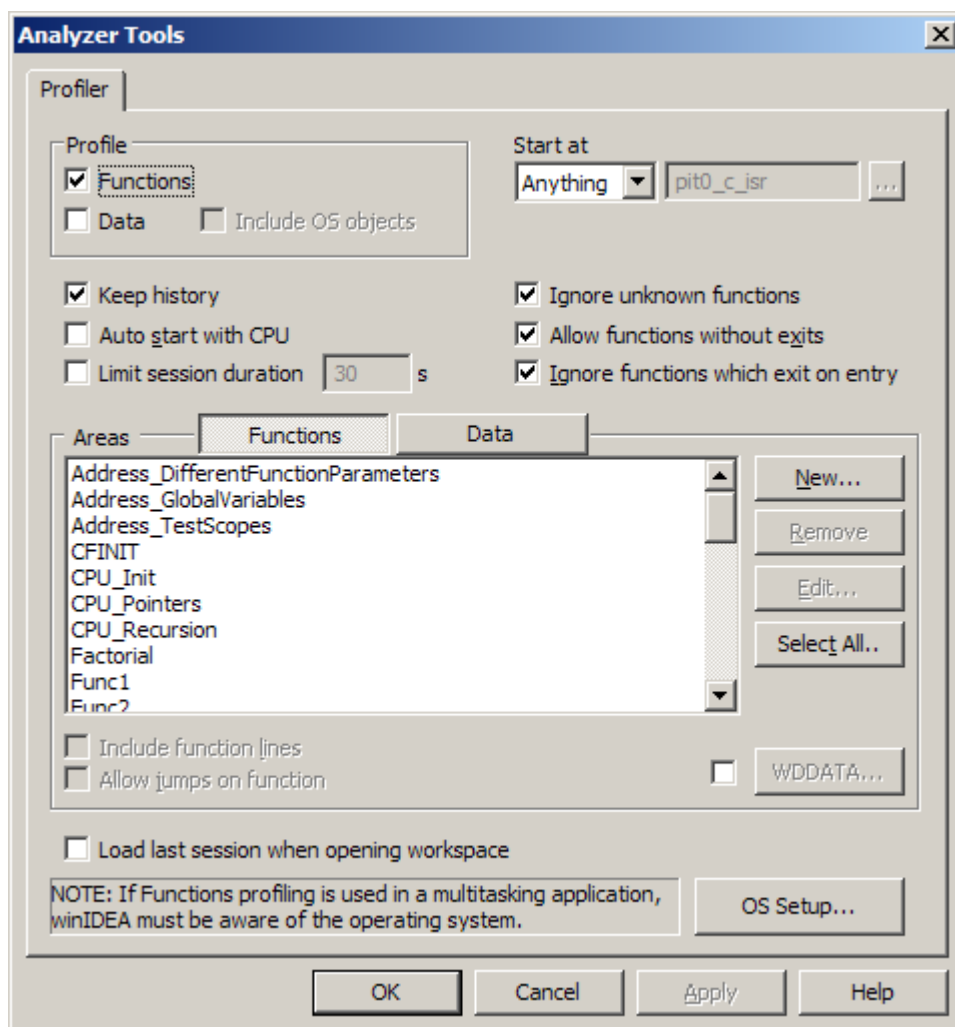 Analyzer Tools
Profiler
Profile
Functions
Data
Include OS objects
Start at
Anything
pit0_c_isr
...
Keep history
Auto start with CPU
Limit session duration
30
s
Ignore unknown functions
Allow functions without exits
Ignore functions which exit on entry
Areas
Functions
Data
Address_DifferentFunctionParameters
Address_GlobalVariables
Address_TestScopes
CFINIT
CPU_Init
CPU_Pointers
CPU_Recursion
Factorial
Func1
Func2
New...
Remove
Edit...
Select All..
Include function lines
Allow jumps on function
WDDATA...
Load last session when opening workspace
NOTE: If Functions profiling is used in a multitasking application,
winIDEA must be aware of the operating system.
OS Setup...
OK
Cancel
Apply
Help